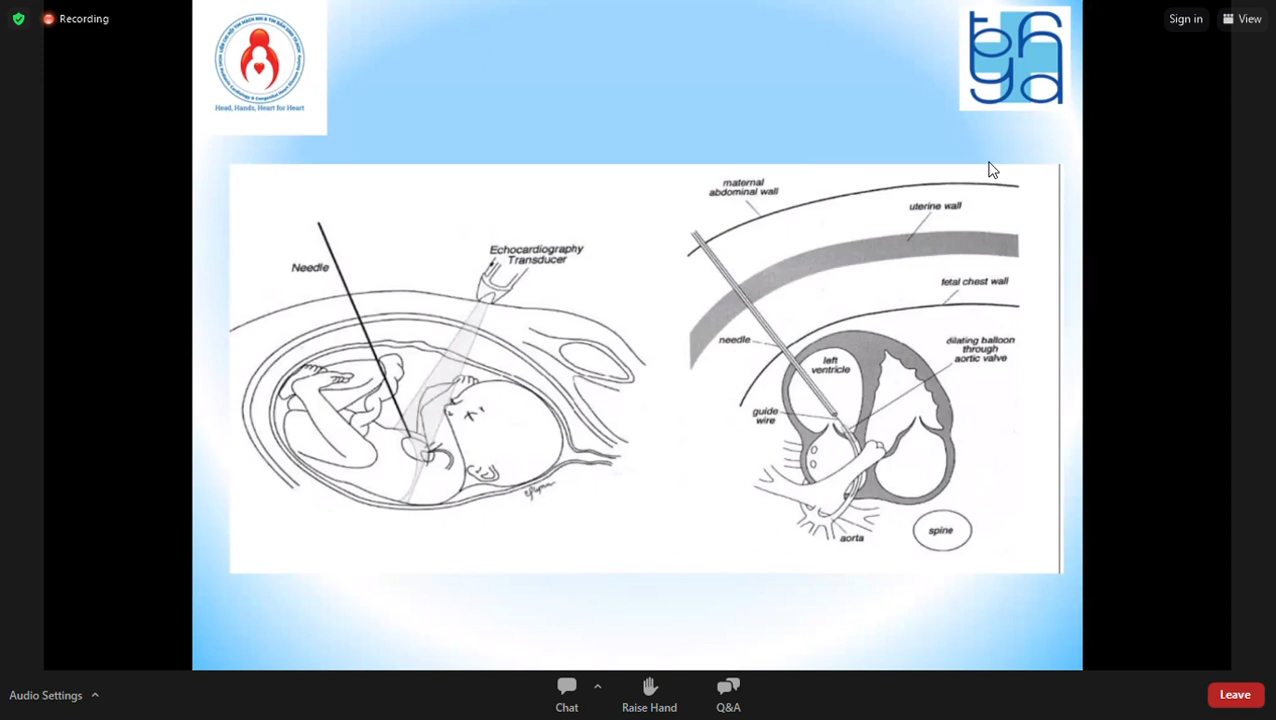 Recording
Sign in
View
Head, Hands, Heart for Heart
Needle
Echocardiography
Transducer
maternal
abdominal wall
uterine wall
fetal chest wall
needle
left
ventricle
dilating balloon
through
aortic valve
guide
wire
aorta
spine
Audio Settings
Chat
Raise Hand
Q&A
Leave